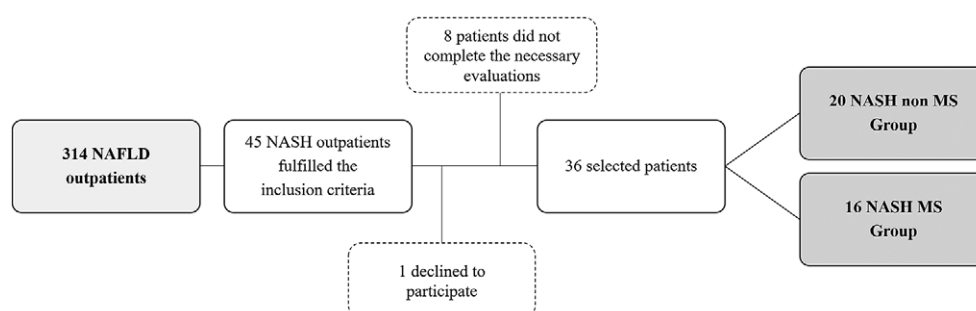 8 patients did not
complete the necessary
evaluations
314 NAFLD
outpatients
45 NASH outpatients
fulfilled the
inclusion criteria
36 selected patients
20 NASH non MS
Group
16 NASH MS
Group
1 declined to
participate